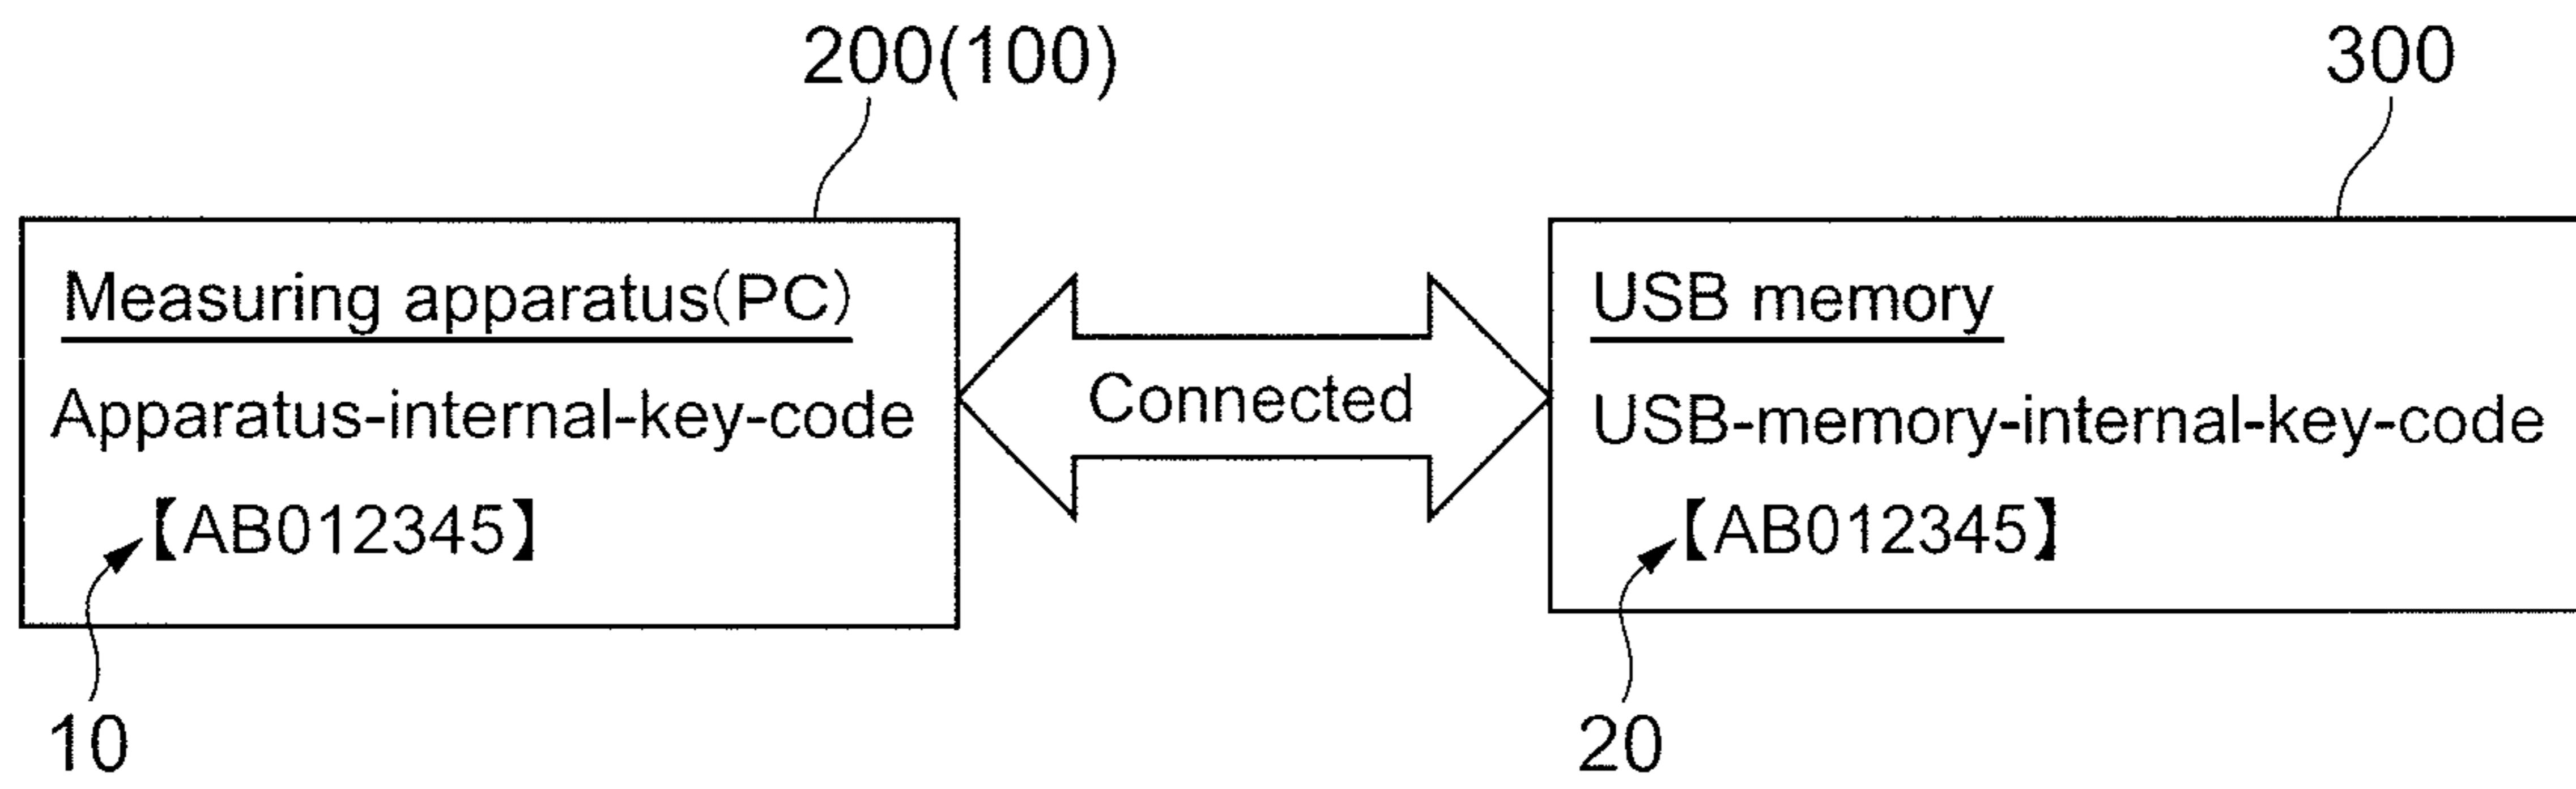 200(100)
300
Measuring apparatus(PC)
Apparatus-internal-key-code
【AB012345】
10
Connected
USB memory
USB-memory-internal-key-code
【AB012345】
20